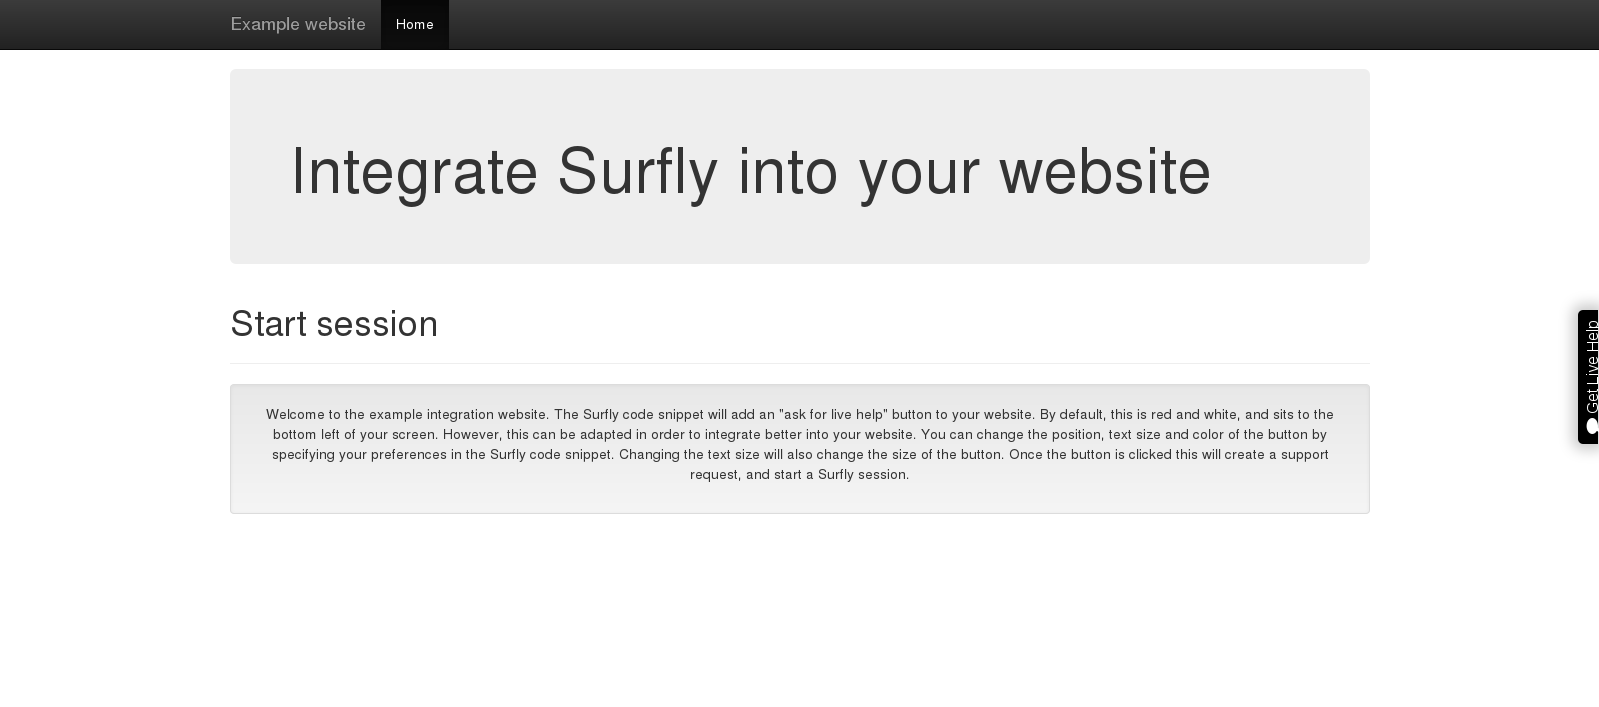 Example website
Home
Integrate Surfly into your website
Start session
Welcome to the example integration website. The Surfly code snippet will add an "ask for live help" button to your website. By default, this is red and white, and sits to the
bottom left of your screen. However, this can be adapted in order to integrate better into your website. You can change the position, text size and color of the button by
specifying your preferences in the Surfly code snippet. Changing the text size will also change the size of the button. Once the button is clicked this will create a support
request, and start a Surfly session.
Get Live Help